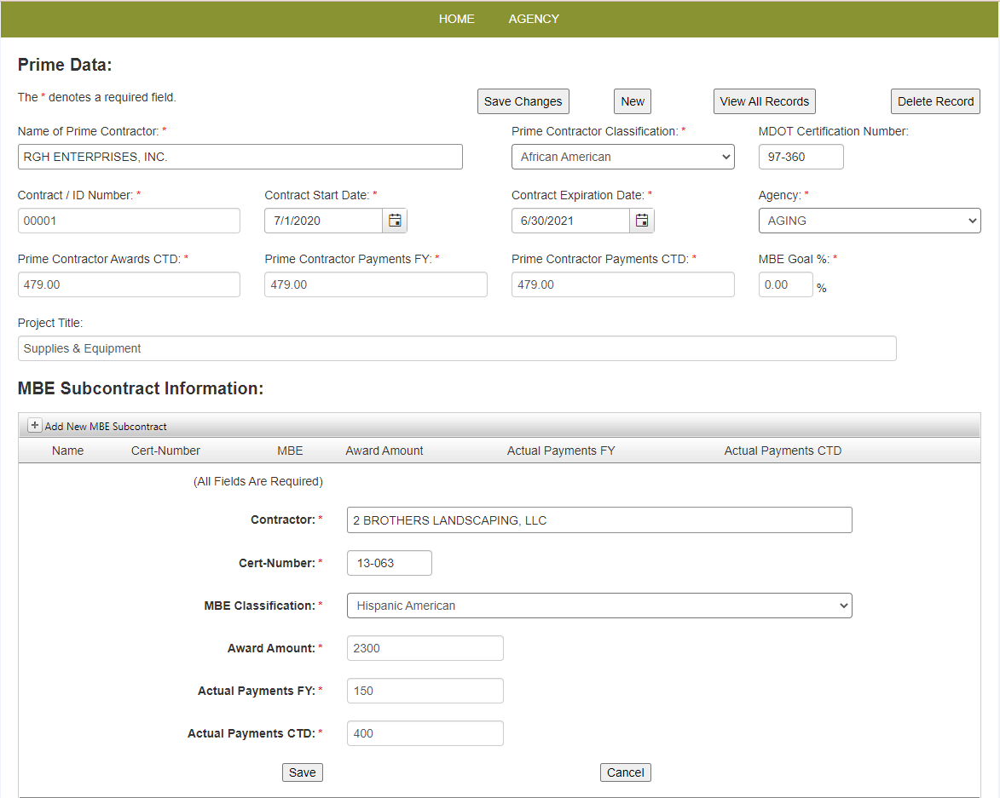 HOME AGENCY
Prime Data:
The * denotes a required field.
Save Changes New View All Records Delete Record
Name of Prime Contractor: * Prime Contractor Classification: * MDOT Certification Number:
RGH ENTERPRISES, INC. African American 97-360
Contract / ID Number: * Contract Start Date: * Contract Expiration Date: * Agency: *
00001 7/1/2020 6/30/2021 AGING
Prime Contractor Awards CTD: * Prime Contractor Payments FY: * Prime Contractor Payments CTD: * MBE Goal %: *
479.00 479.00 479.00 0.00 %
Project Title:
Supplies & Equipment
MBE Subcontract Information:
+ Add New MBE Subcontract
Name Cert-Number MBE Award Amount Actual Payments FY Actual Payments CTD
(All Fields Are Required)
Contractor: * 2 BROTHERS LANDSCAPING, LLC
Cert-Number: * 13-063
MBE Classification: * Hispanic American
Award Amount: * 2300
Actual Payments FY: * 150
Actual Payments CTD: * 400
Save Cancel